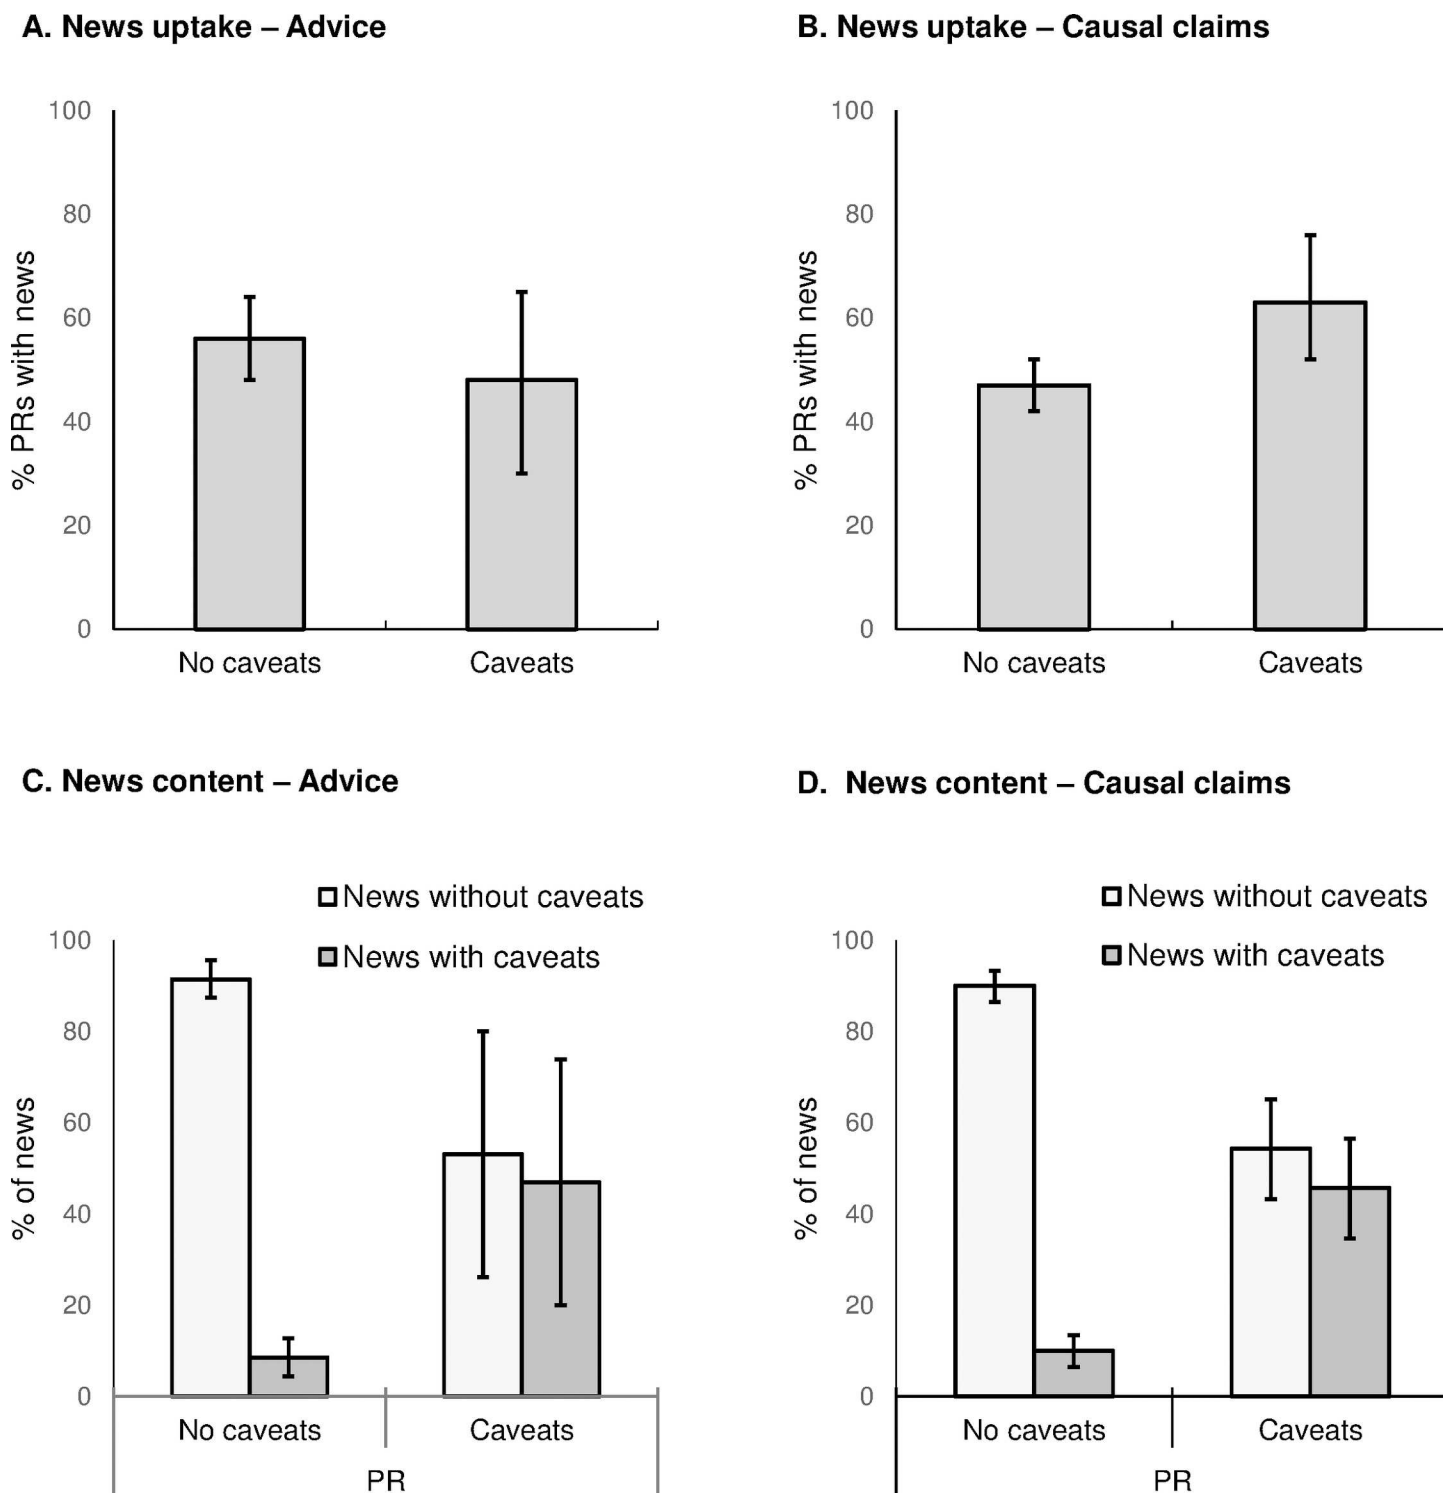 A. News uptake – Advice
% PRs with news
100
80
60
40
20
0
No caveats Caveats
B. News uptake – Causal claims
% PRs with news
100
80
60
40
20
0
No caveats Caveats
C. News content – Advice
News without caveats
News with caveats
% of news
100
80
60
40
20
0
No caveats Caveats
PR
D. News content – Causal claims
News without caveats
News with caveats
% of news
100
80
60
40
20
0
No caveats Caveats
PR